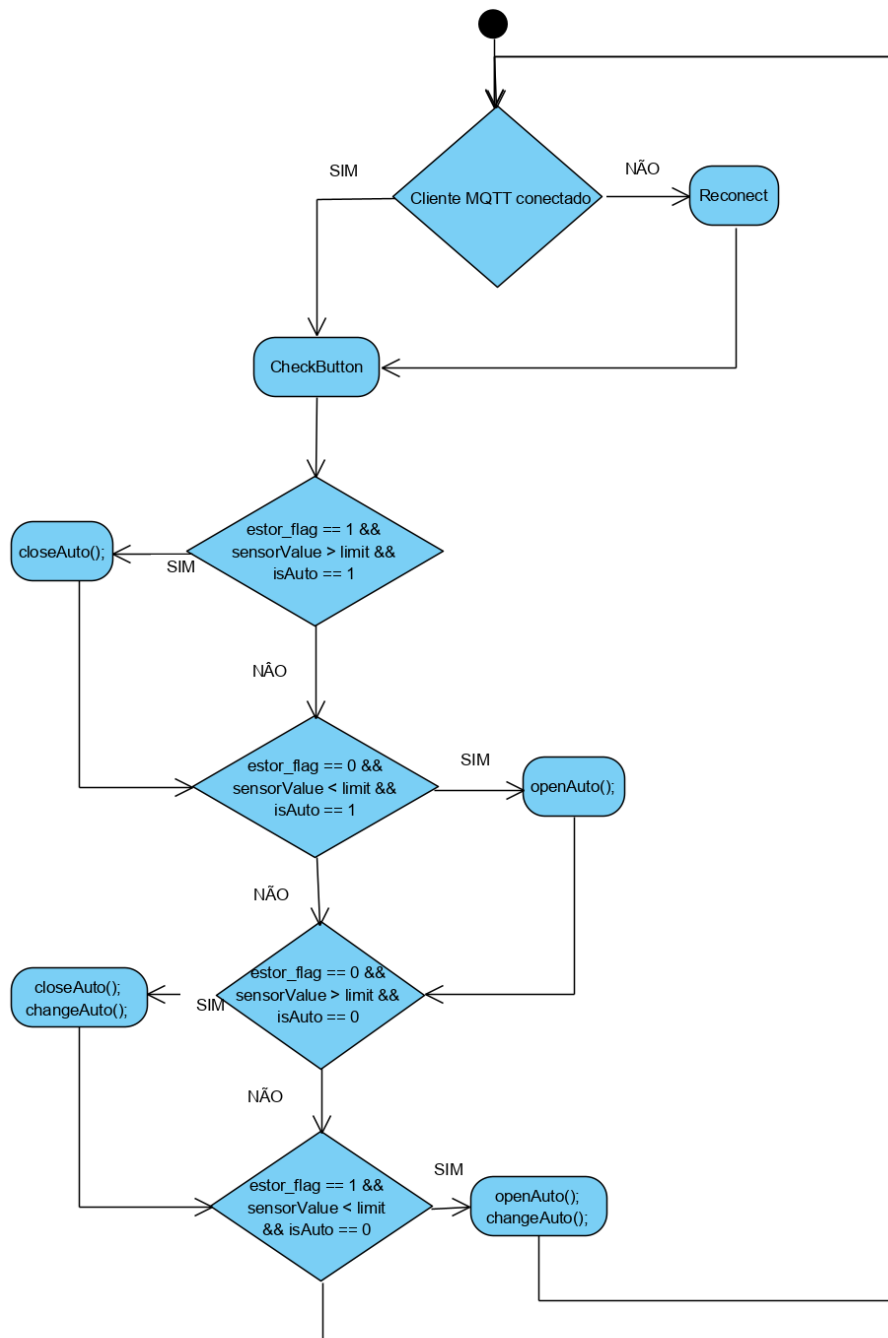 SIM
NÃO
Cliente MQTT conectado
Reconect
CheckButton
estor_flag == 1 &&
sensorValue > limit &&
isAuto == 1
closeAuto();
SIM
NÂO
estor_flag == 0 &&
sensorValue < limit &&
isAuto == 1
SIM
openAuto();
NÃO
estor_flag == 0 &&
sensorValue > limit &&
isAuto == 0
closeAuto();
changeAuto();
SIM
NÃO
estor_flag == 1 &&
sensorValue < limit
&& isAuto == 0
SIM
openAuto();
changeAuto();